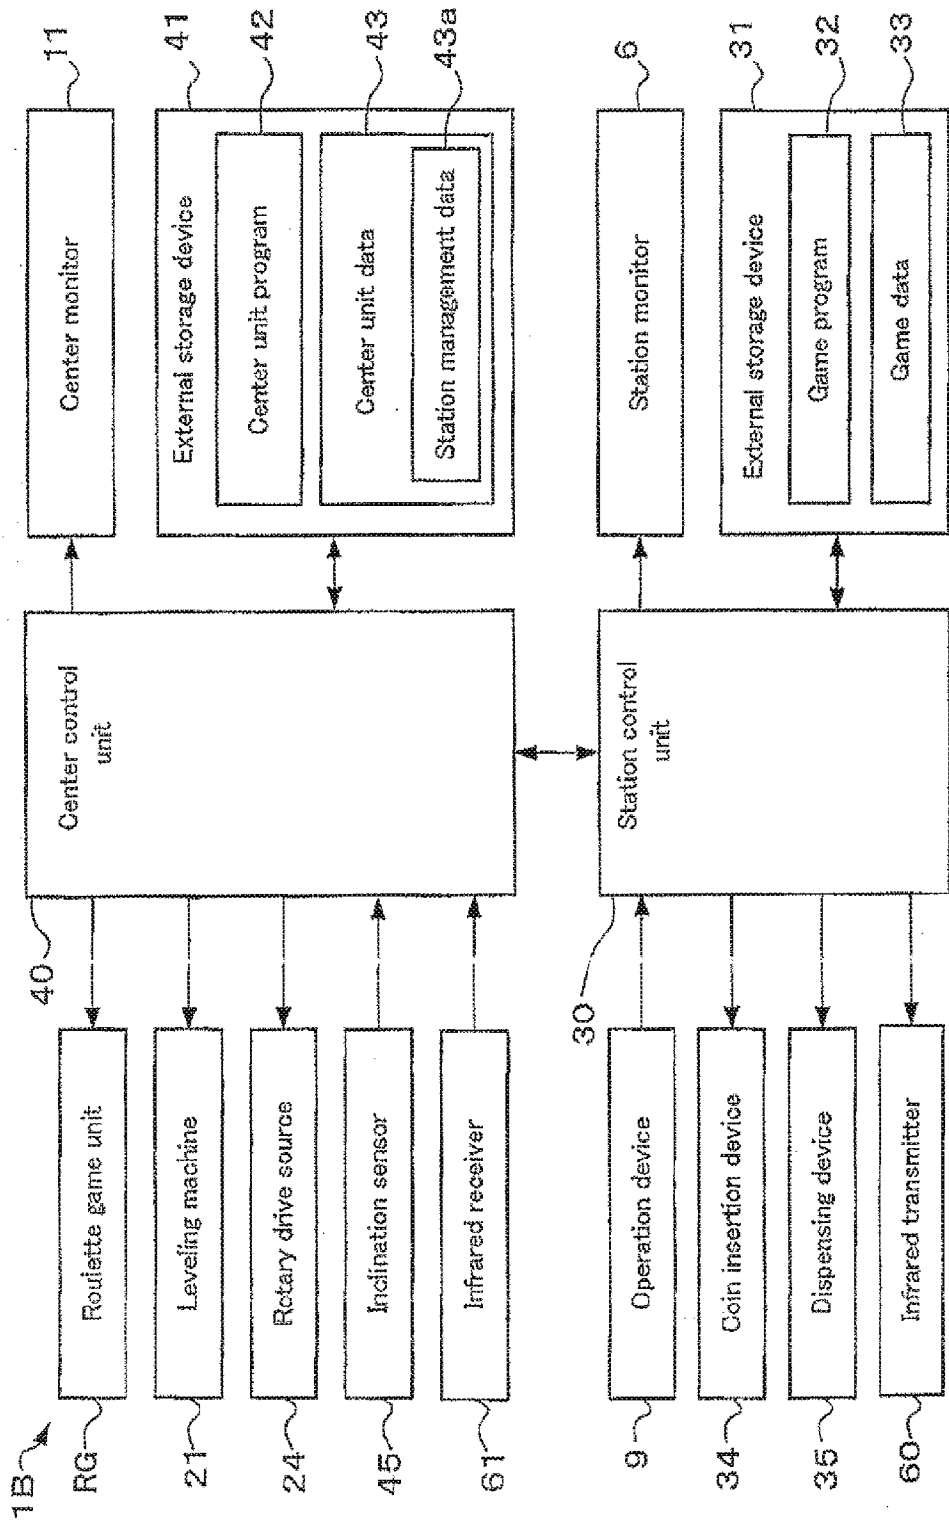 1B
RG
Roulette game unit
21
Leveling machine
24
Rotary drive source
45
Inclination sensor
61
Infrared receiver
40
Center control
unit
Center monitor
11
External storage device
41
Center unit program
42
Center unit data
43
Station management data
43a
9
Operation device
34
Coin insertion device
35
Dispensing device
60
Infrared transmitter
30
Station control
unit
Station monitor
6
External storage device
31
Game program
32
Game data
33